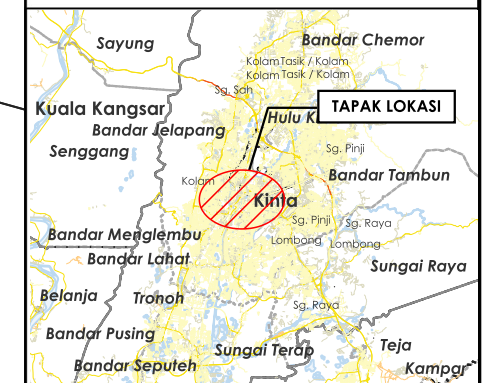 Sayung
Bandar Chemor
Kolam Tasik / Kolam
Kolam Tasik / Kolam
Sg. Sah
Kuala Kangsar
TAPAK LOKASI
Hulu
Bandar Jelapang
Senggang
Sg. Pinji
Kolam
Bandar Tambun
Kinta
Sg. Pinji
Sg. Raya
Bandar Menglembu
Lombong
Lombong
Bandar Lahat
Sungai Raya
Belanja
Tronoh
Sg. Raya
Bandar Pusing
Teja
Sungai Terap
Bandar Seputeh
Kampar